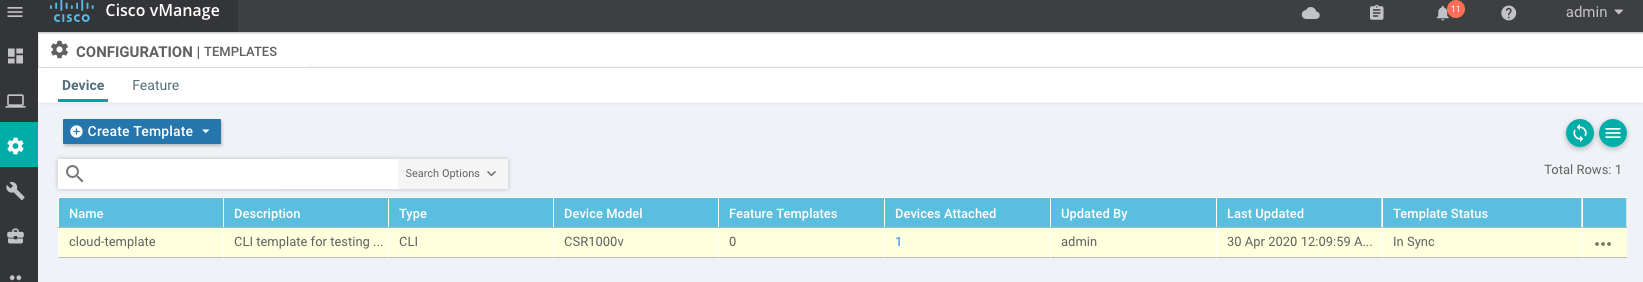 CISCO Cisco vManage 11 admin
CONFIGURATION | TEMPLATES
Device Feature
Create Template
Search Options
Total Rows: 1
Name Description Type Device Model Feature Templates Devices Attached Updated By Last Updated Template Status
cloud-template CLI template for testing ... CLI CSR1000v 0 1 admin 30 Apr 2020 12:09:59 A... In Sync ...